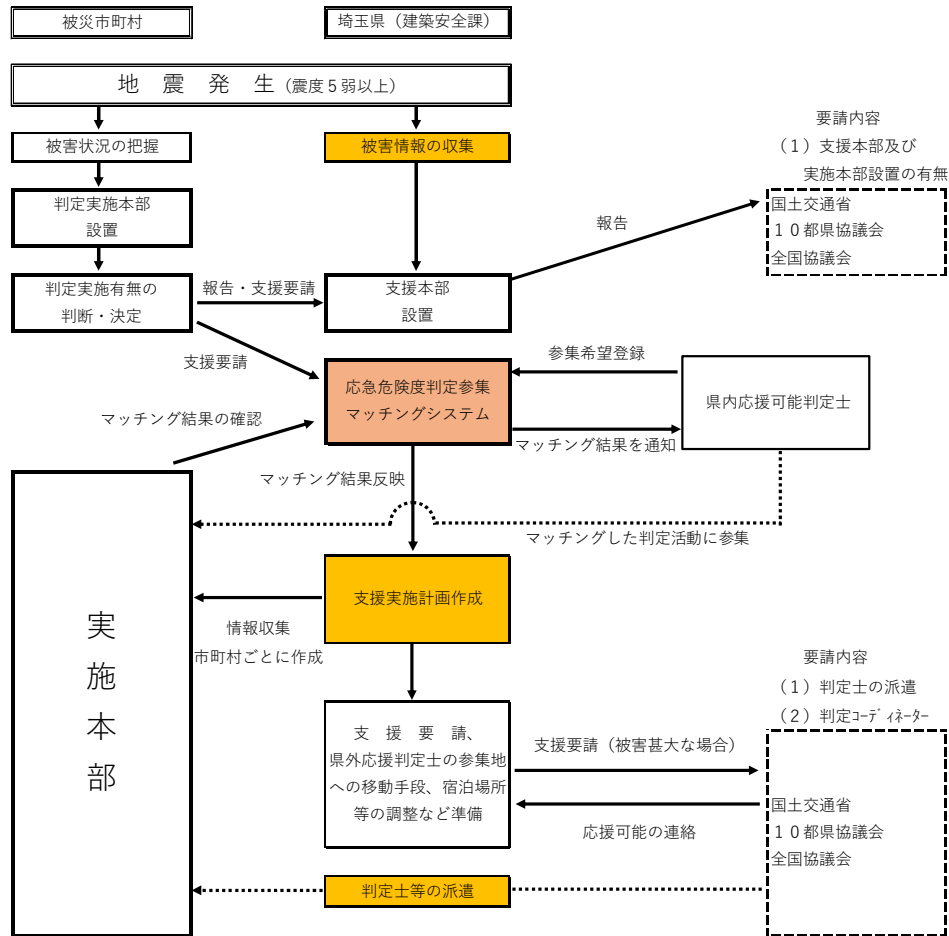 被災市町村
埼玉県（建築安全課）
地　震　発　生（震度５弱以上）
被害状況の把握
被害情報の収集
要請内容
（１）支援本部及び
実施本部設置の有無
判定実施本部
設置
報告
国土交通省
１０都県協議会
全国協議会
判定実施有無の
判断・決定
報告・支援要請
支援本部
設置
支援要請
参集希望登録
応急危険度判定参集
マッチングシステム
県内応援可能判定士
マッチング結果の確認
マッチング結果を通知
マッチング結果反映
マッチングした判定活動に参集
支援実施計画作成
実
施
本
部
情報収集
市町村ごとに作成
要請内容
（１）判定士の派遣
（２）判定ｺｰﾃﾞｨﾈｰﾀｰ
支　援　要　請、
県外応援判定士の参集地
への移動手段、宿泊場所
等の調整など準備
支援要請（被害甚大な場合）
応援可能の連絡
国土交通省
１０都県協議会
全国協議会
判定士等の派遣